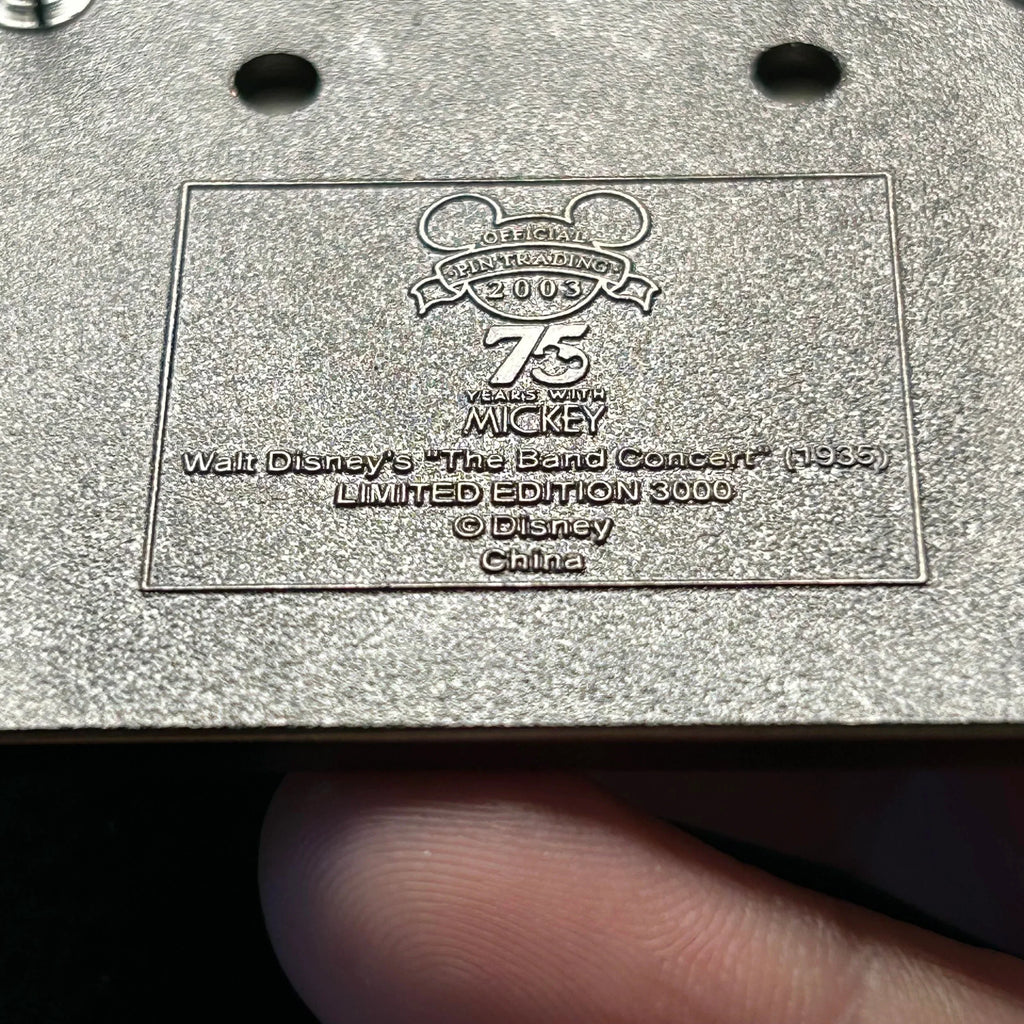 OFFICIAL
PIN TRADING
2003
75
YEARS WITH
MICKEY
Walt Disney's "The Band Concert" (1935)
LIMITED EDITION 3000
© Disney
China